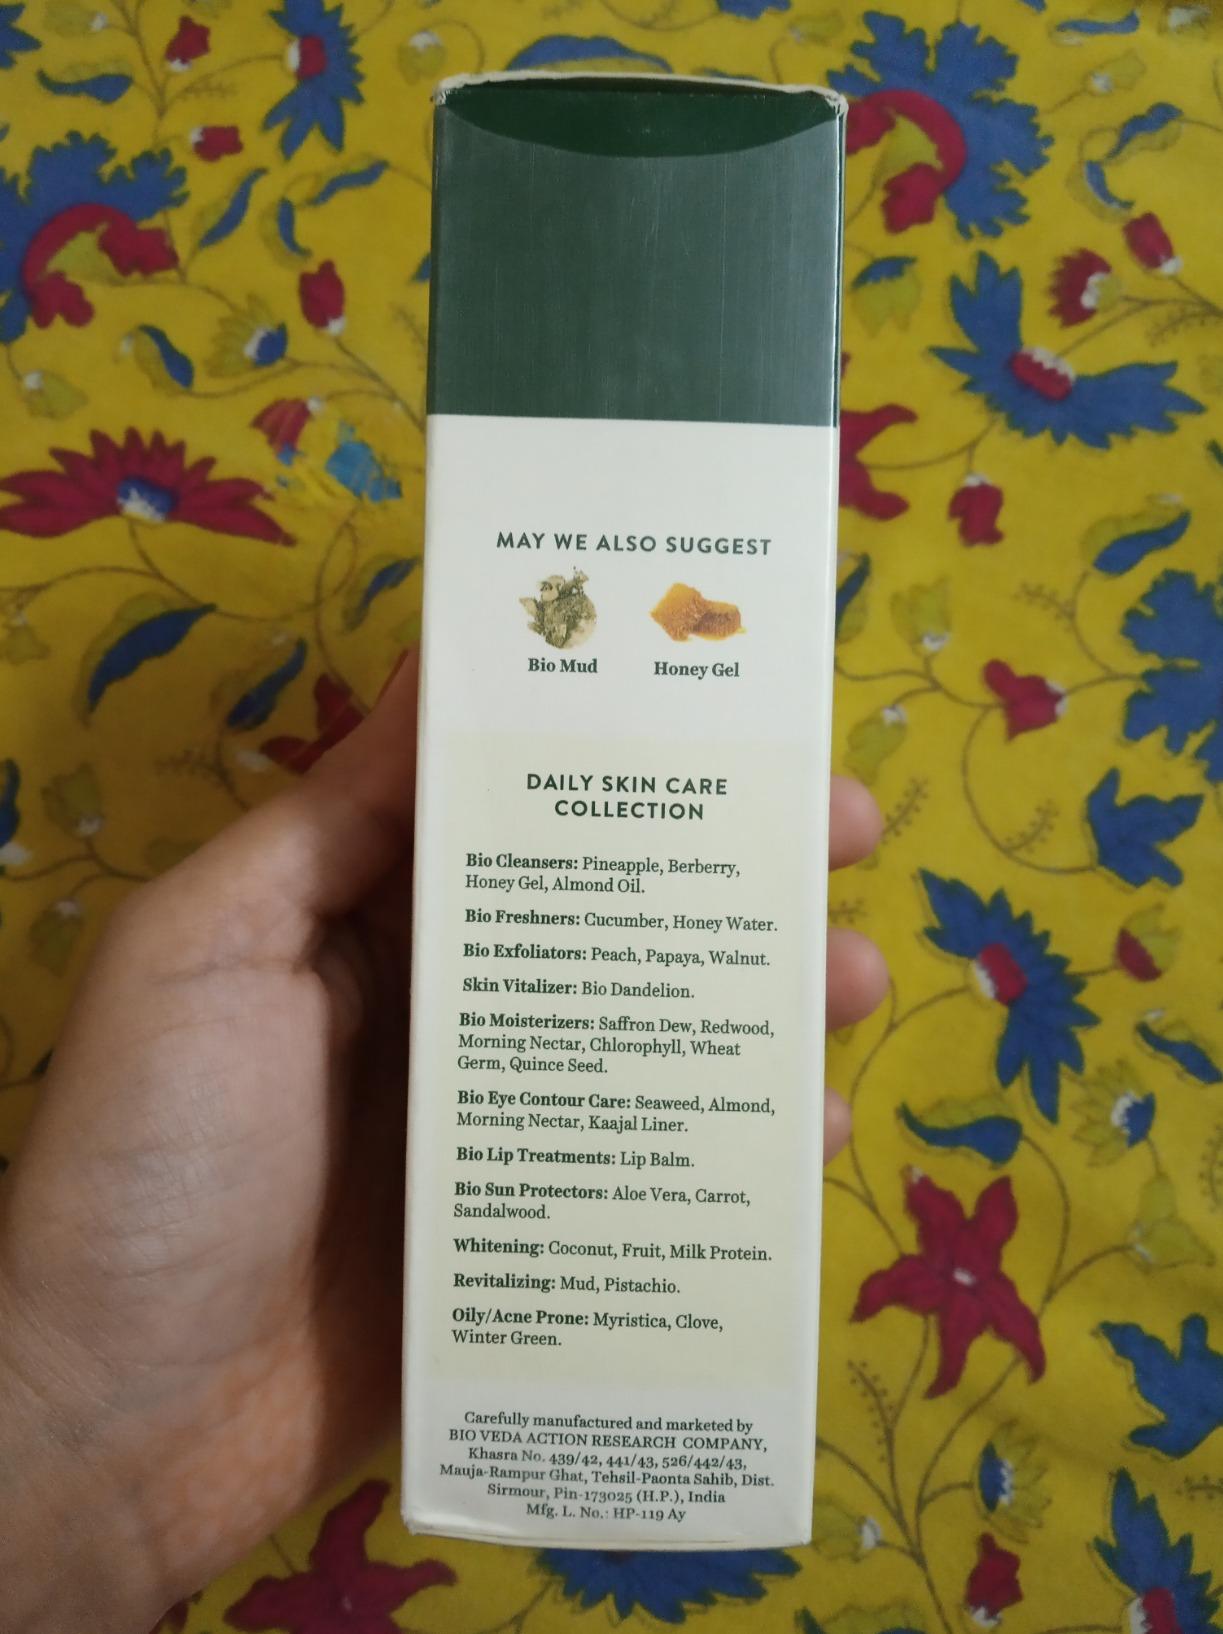 MAY WE ALSO SUGGEST
Bio Mud
Honey Gel
DAILY SKIN CARE
COLLECTION
Bio Cleansers: Pineapple, Berberry,
Honey Gel, Almond Oil.
Bio Freshners: Cucumber, Honey Water.
Bio Exfoliators: Peach, Papaya, Walnut.
Skin Vitalizer: Bio Dandelion.
Bio Moisterizers: Saffron Dew, Redwood,
Morning Nectar, Chlorophyll, Wheat
Germ, Quince Seed.
Bio Eye Contour Care: Seaweed, Almond,
Morning Nectar, Kaajal Liner.
Bio Lip Treatments: Lip Balm.
Bio Sun Protectors: Aloe Vera, Carrot,
Sandalwood.
Whitening: Coconut, Fruit, Milk Protein.
Revitalizing: Mud, Pistachio.
Oily/Acne Prone: Myristica, Clove,
Winter Green.
Carefully manufactured and marketed by
BIO VEDA ACTION RESEARCH COMPANY,
Khasra No. 439/42, 441/43, 526/442/43,
Mauja-Rampur Ghat, Tehsil-Paonta Sahib, Dist.
Sirmour, Pin-173025 (H.P.), India
Mfg. L. No.: HP-119 Ay